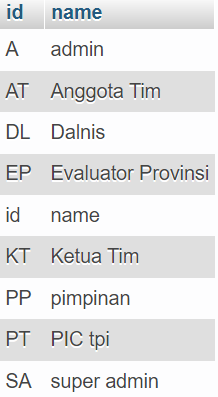 id name
A admin
AT Anggota Tim
DL Dalnis
EP Evaluator Provinsi
id name
KT Ketua Tim
PP pimpinan
PT PIC tpi
SA super admin